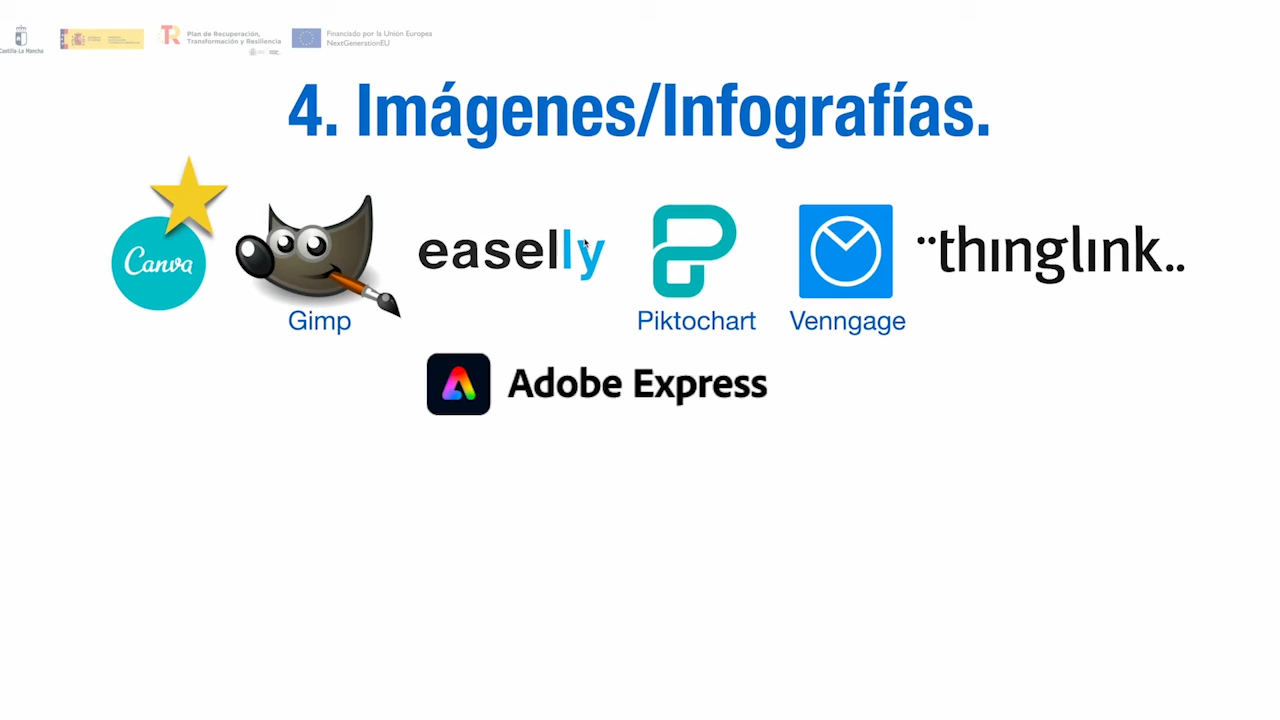 Castilla-La Mancha
Plan de Recuperación,
Transformación y Resiliencia
Financiado por la Unión Europea
NextGenerationEU
4. Imágenes/Infografías.
Canva
easelly
thinglink..
Gimp
Piktochart
Venngage
Adobe Express